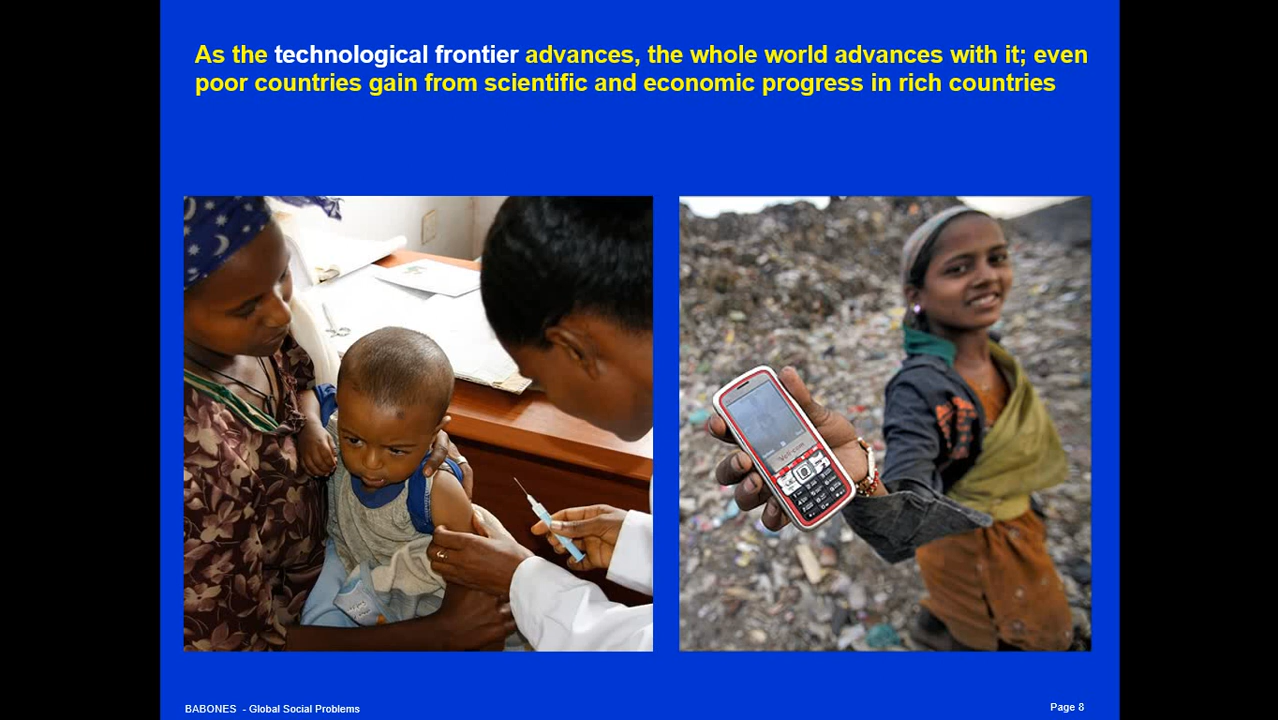 As the technological frontier advances, the whole world advances with it; even
poor countries gain from scientific and economic progress in rich countries
BABONES - Global Social Problems
Page 8